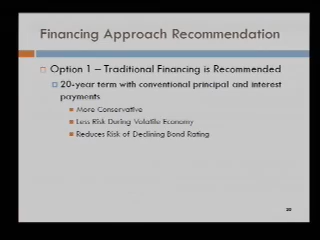 Financing Approach Recommendation
Option 1 – Traditional Financing is Recommended
20-year term with conventional principal and interest
payments
More Conservative
Less Risk During Volatile Economy
Reduces Risk of Declining Bond Rating